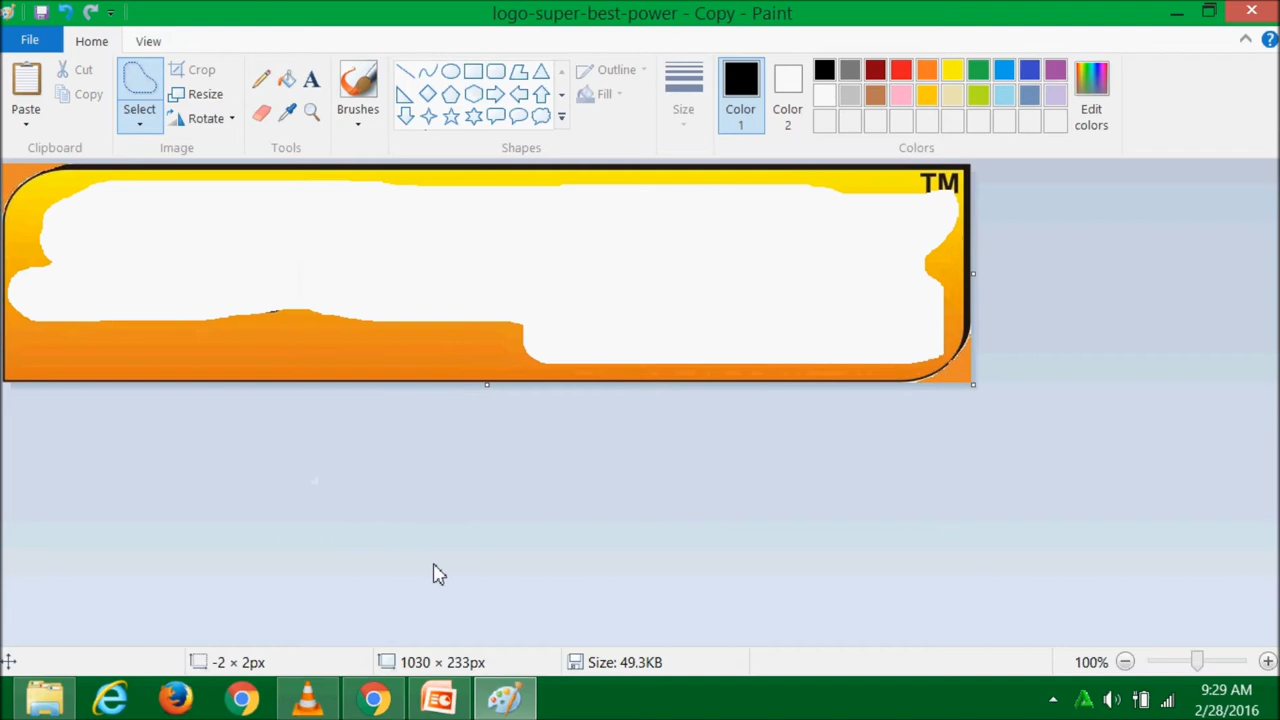 logo-super-best-power - Copy - Paint
File
Home
View
Paste
Cut
Copy
Clipboard
Select
Crop
Resize
Rotate
Image
Tools
Brushes
Shapes
Outline
Fill
Size
Color 1
Color 2
Edit colors
Colors
TM
-2 × 2px
1030 × 233px
Size: 49.3KB
100%
9:29 AM
2/28/2016